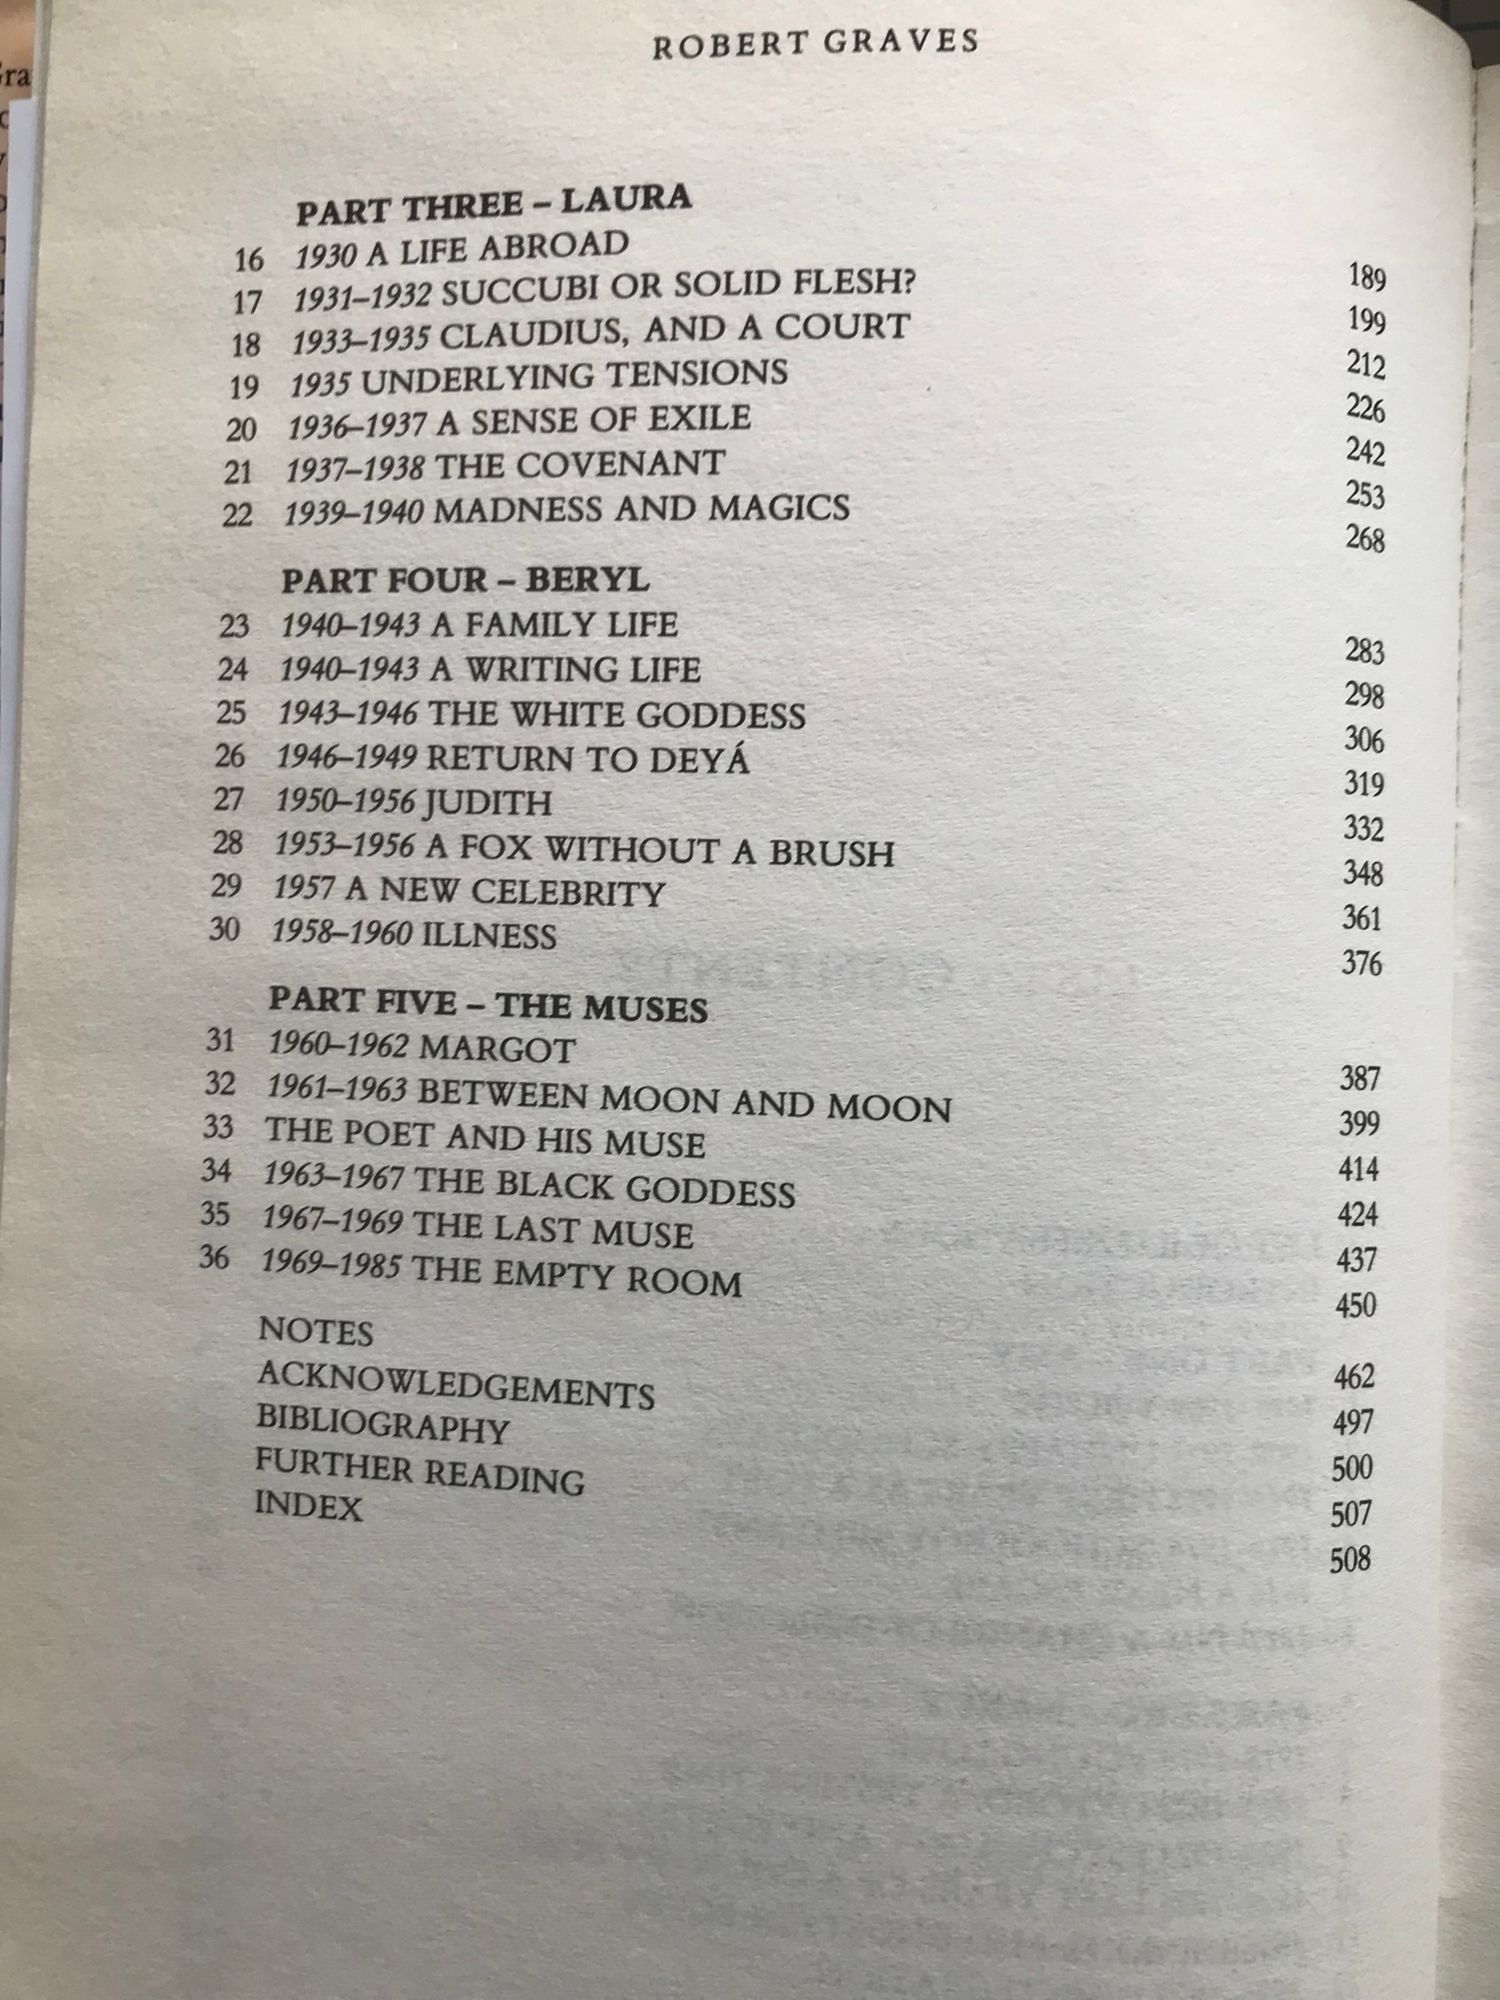 ROBERT GRAVES
PART THREE – LAURA
16 1930 A LIFE ABROAD 189
17 1931–1932 SUCCUBI OR SOLID FLESH? 199
18 1933–1935 CLAUDIUS, AND A COURT 212
19 1935 UNDERLYING TENSIONS 226
20 1936–1937 A SENSE OF EXILE 242
21 1937–1938 THE COVENANT 253
22 1939–1940 MADNESS AND MAGICS 268
PART FOUR – BERYL
23 1940–1943 A FAMILY LIFE 283
24 1940–1943 A WRITING LIFE 298
25 1943–1946 THE WHITE GODDESS 306
26 1946–1949 RETURN TO DEYÁ 319
27 1950–1956 JUDITH 332
28 1953–1956 A FOX WITHOUT A BRUSH 348
29 1957 A NEW CELEBRITY 361
30 1958–1960 ILLNESS 376
PART FIVE – THE MUSES
31 1960–1962 MARGOT 387
32 1961–1963 BETWEEN MOON AND MOON 399
33 THE POET AND HIS MUSE 414
34 1963–1967 THE BLACK GODDESS 424
35 1967–1969 THE LAST MUSE 437
36 1969–1985 THE EMPTY ROOM 450
NOTES 462
ACKNOWLEDGEMENTS 497
BIBLIOGRAPHY 500
FURTHER READING 507
INDEX 508